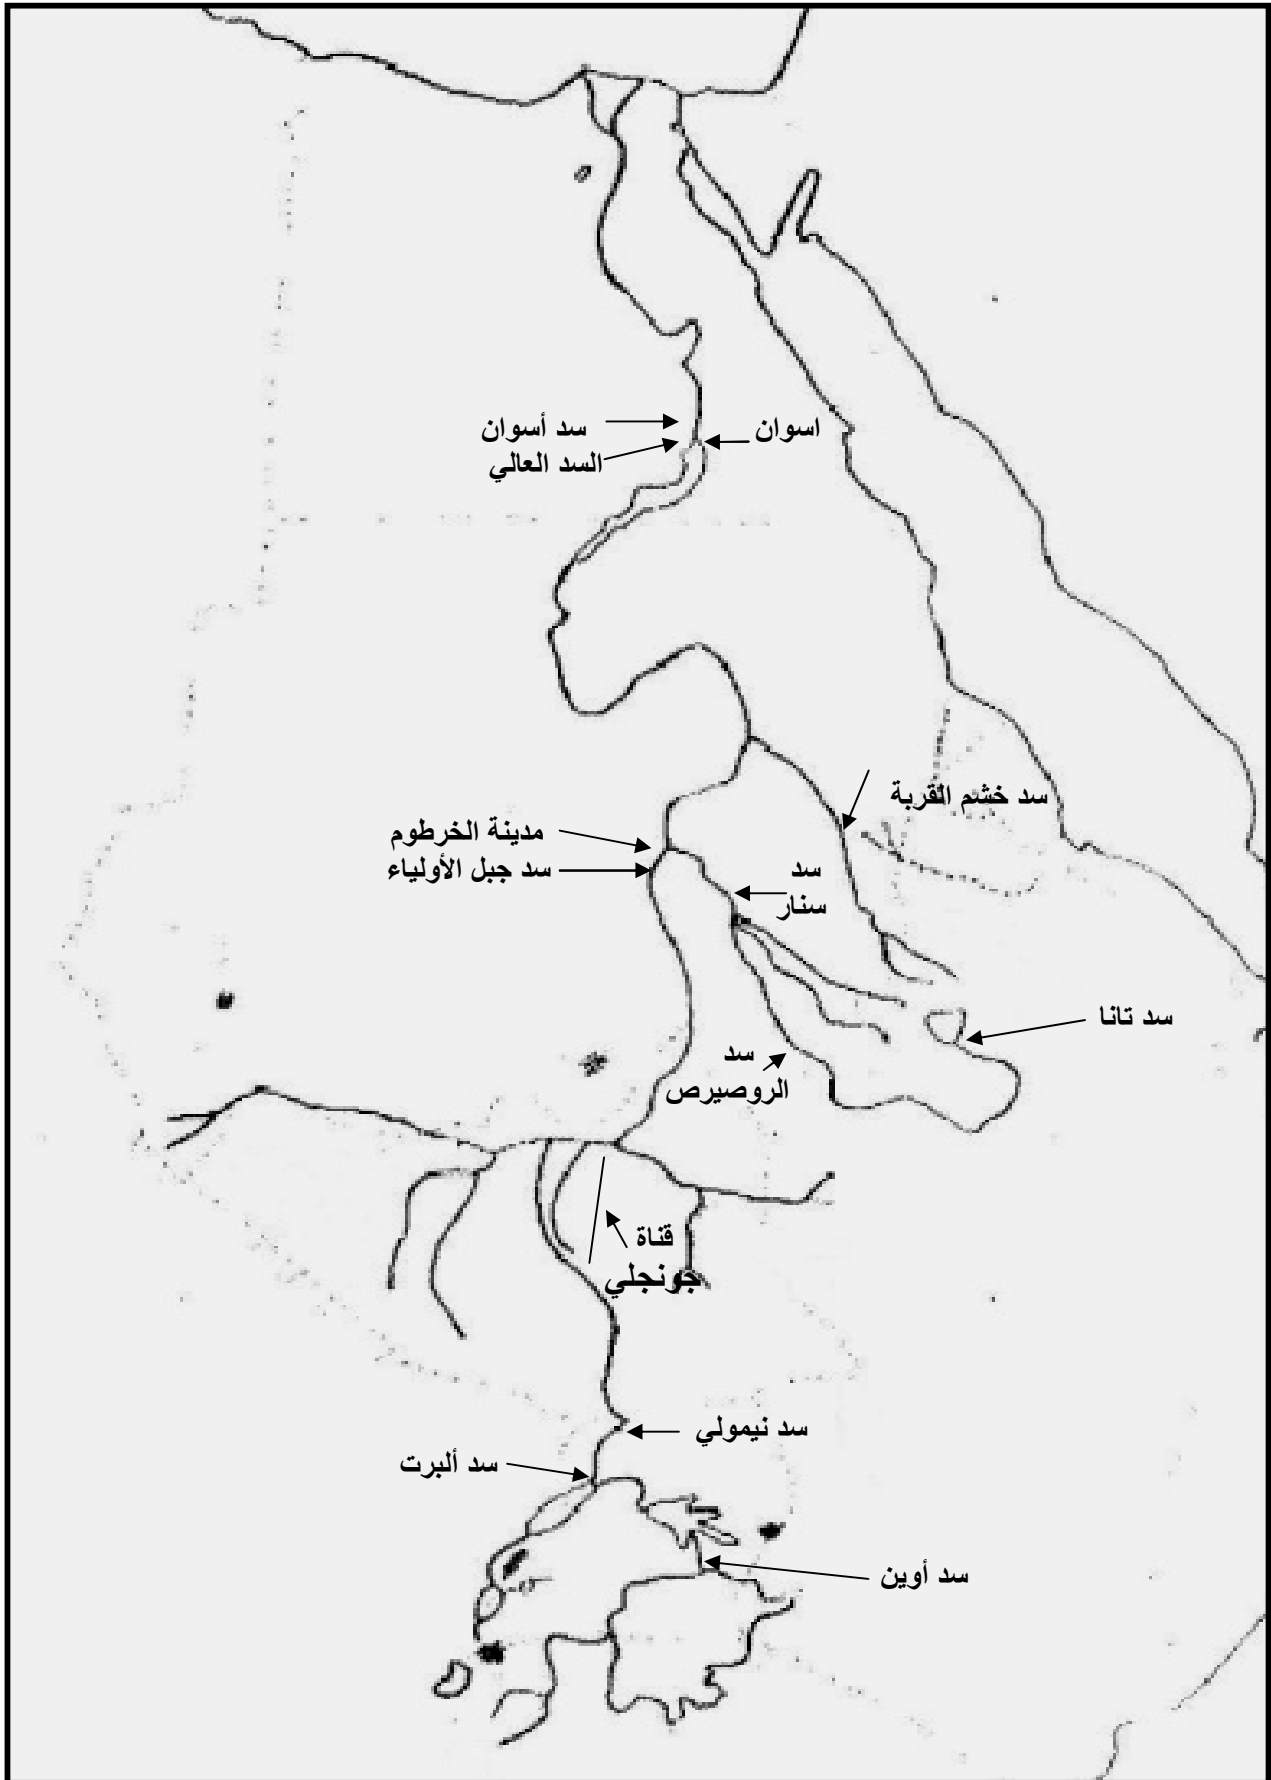 سد أسوان
اسوان
السد العالي
سد خشم القربة
مدينة الخرطوم
سد جبل الأولياء
سد
سنار
سد تانا
سد
الروصيرص
قناة
جونجلي
سد نيمولي
سد ألبرت
سد أوين